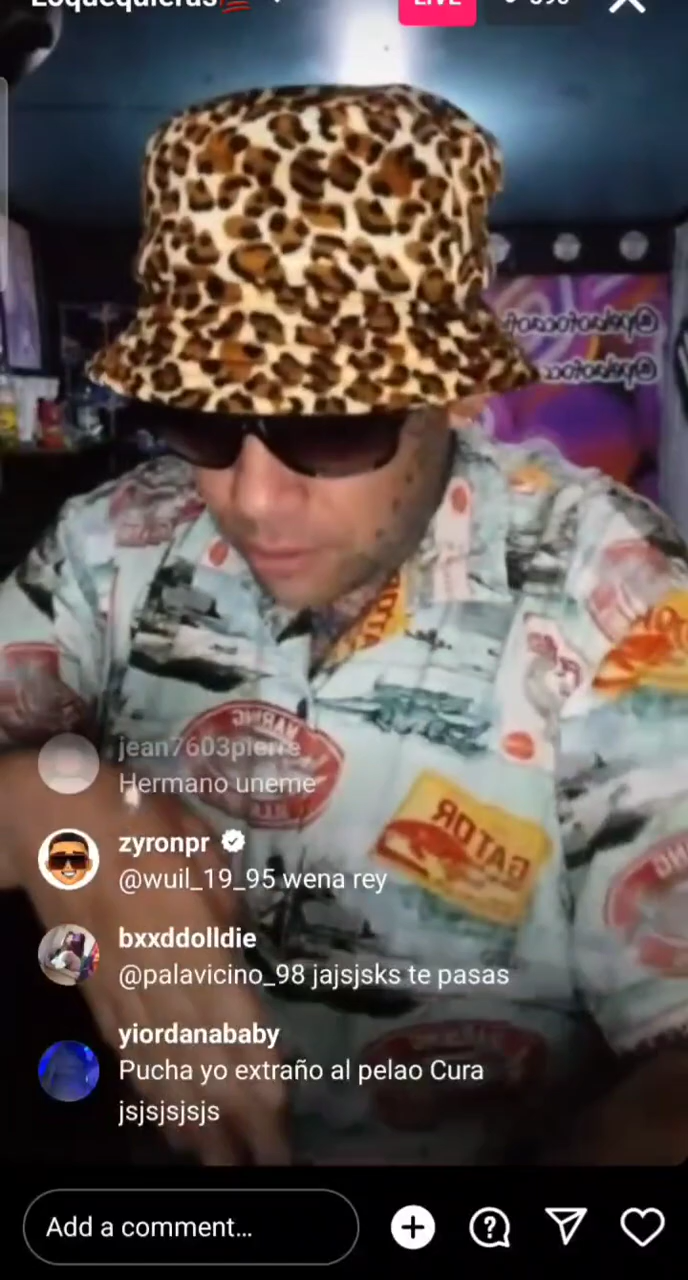 Loquequieras
LIVE
jean7603pierre
Hermano uneme
zyronpr
@wuil_19_95 wena rey
bxxddolldie
@palavicino_98 jajsjsks te pasas
yiordanababy
Pucha yo extraño al pelao Cura
jsjsjsjsjs
GATOR
Add a comment...